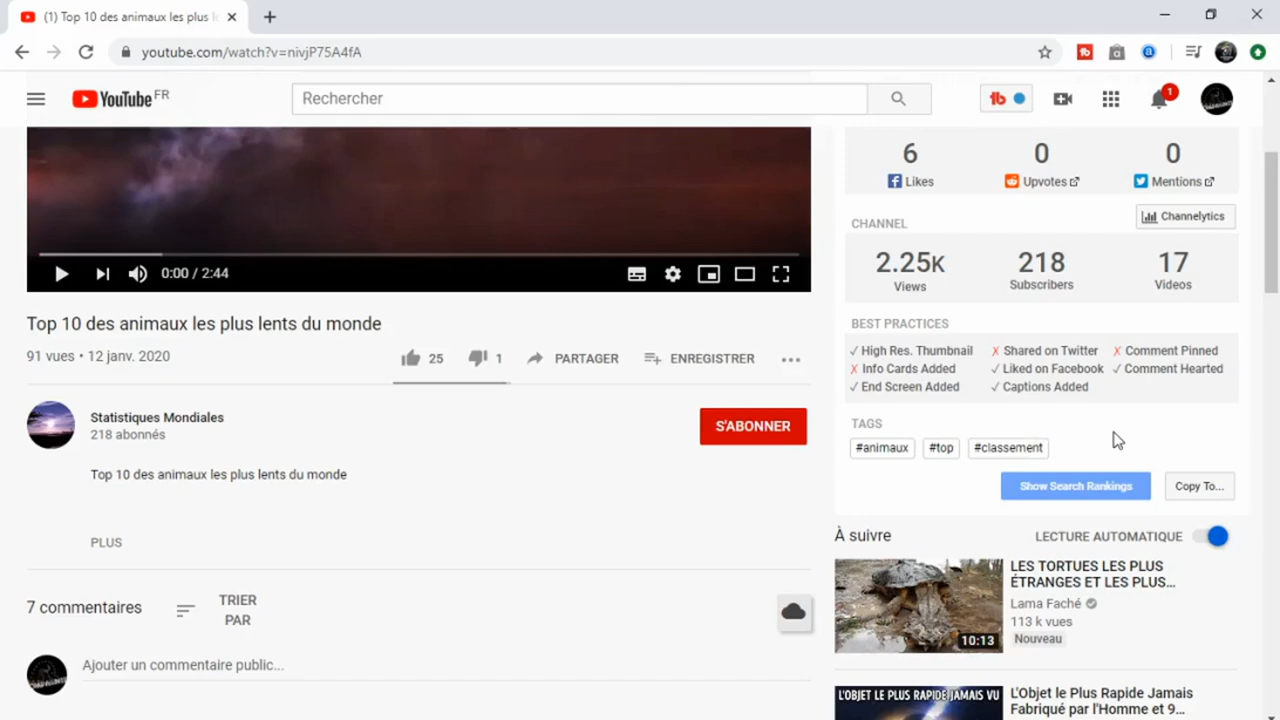 (1) Top 10 des animaux les plus l
youtube.com/watch?v=nivjP75A4fA
YouTube FR
Rechercher
1
6 0 0
Likes Upvotes Mentions
CHANNEL Channelytics
2.25K 218 17
Views Subscribers Videos
0:00 / 2:44
Top 10 des animaux les plus lents du monde
91 vues • 12 janv. 2020
25 1 PARTAGER ENREGISTRER
BEST PRACTICES
✓ High Res. Thumbnail ✗ Shared on Twitter ✗ Comment Pinned
✗ Info Cards Added ✓ Liked on Facebook ✓ Comment Hearted
✓ End Screen Added ✓ Captions Added
Statistiques Mondiales
218 abonnés
S'ABONNER
TAGS
#animaux #top #classement
Top 10 des animaux les plus lents du monde
Show Search Rankings Copy To...
PLUS
À suivre LECTURE AUTOMATIQUE
LES TORTUES LES PLUS
ÉTRANGES ET LES PLUS...
Lama Faché
113 k vues
Nouveau
10:13
7 commentaires TRIER
PAR
Ajouter un commentaire public...
L'OBJET LE PLUS RAPIDE JAMAIS VU
L'Objet le Plus Rapide Jamais
Fabriqué par l'Homme et 9...